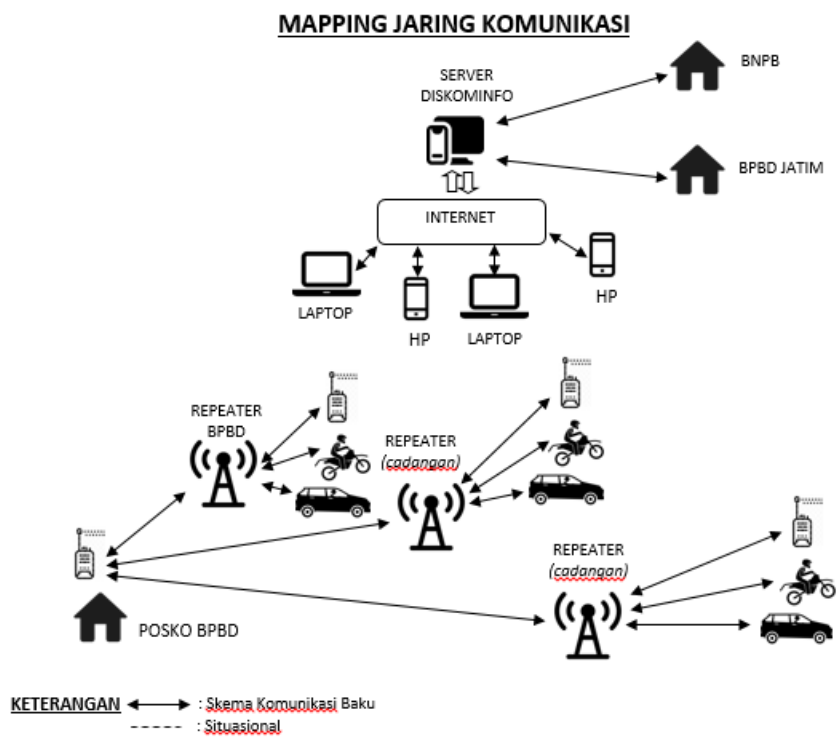 MAPPING JARING KOMUNIKASI
BNPB
SERVER
DISKOMINFO
BPBD JATIM
INTERNET
LAPTOP
HP
LAPTOP
HP
REPEATER
BPBD
REPEATER
(cadangan)
REPEATER
(cadangan)
POSKO BPBD
KETERANGAN : Skema Komunikasi Baku
: Situasional